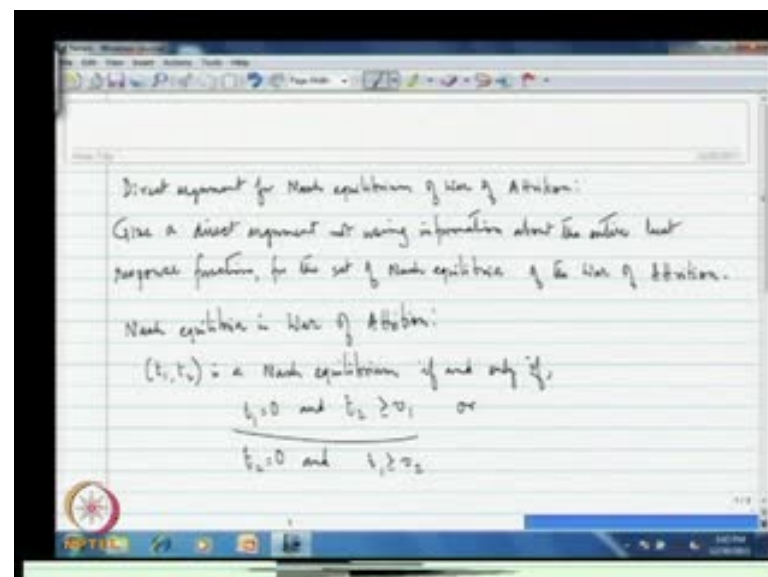 Direct argument for Nash equilibrium of War of Attrition:
Give a direct argument not using information about the entire best
response function, for the set of Nash equilibria of the War of Attrition.
Nash equilibria in War of Attrition:
(t₁, t₂) is a Nash equilibrium if and only if,
t₁=0 and t₂ ≥ v₁ or
t₂=0 and t₁ ≥ v₂
NPTEL